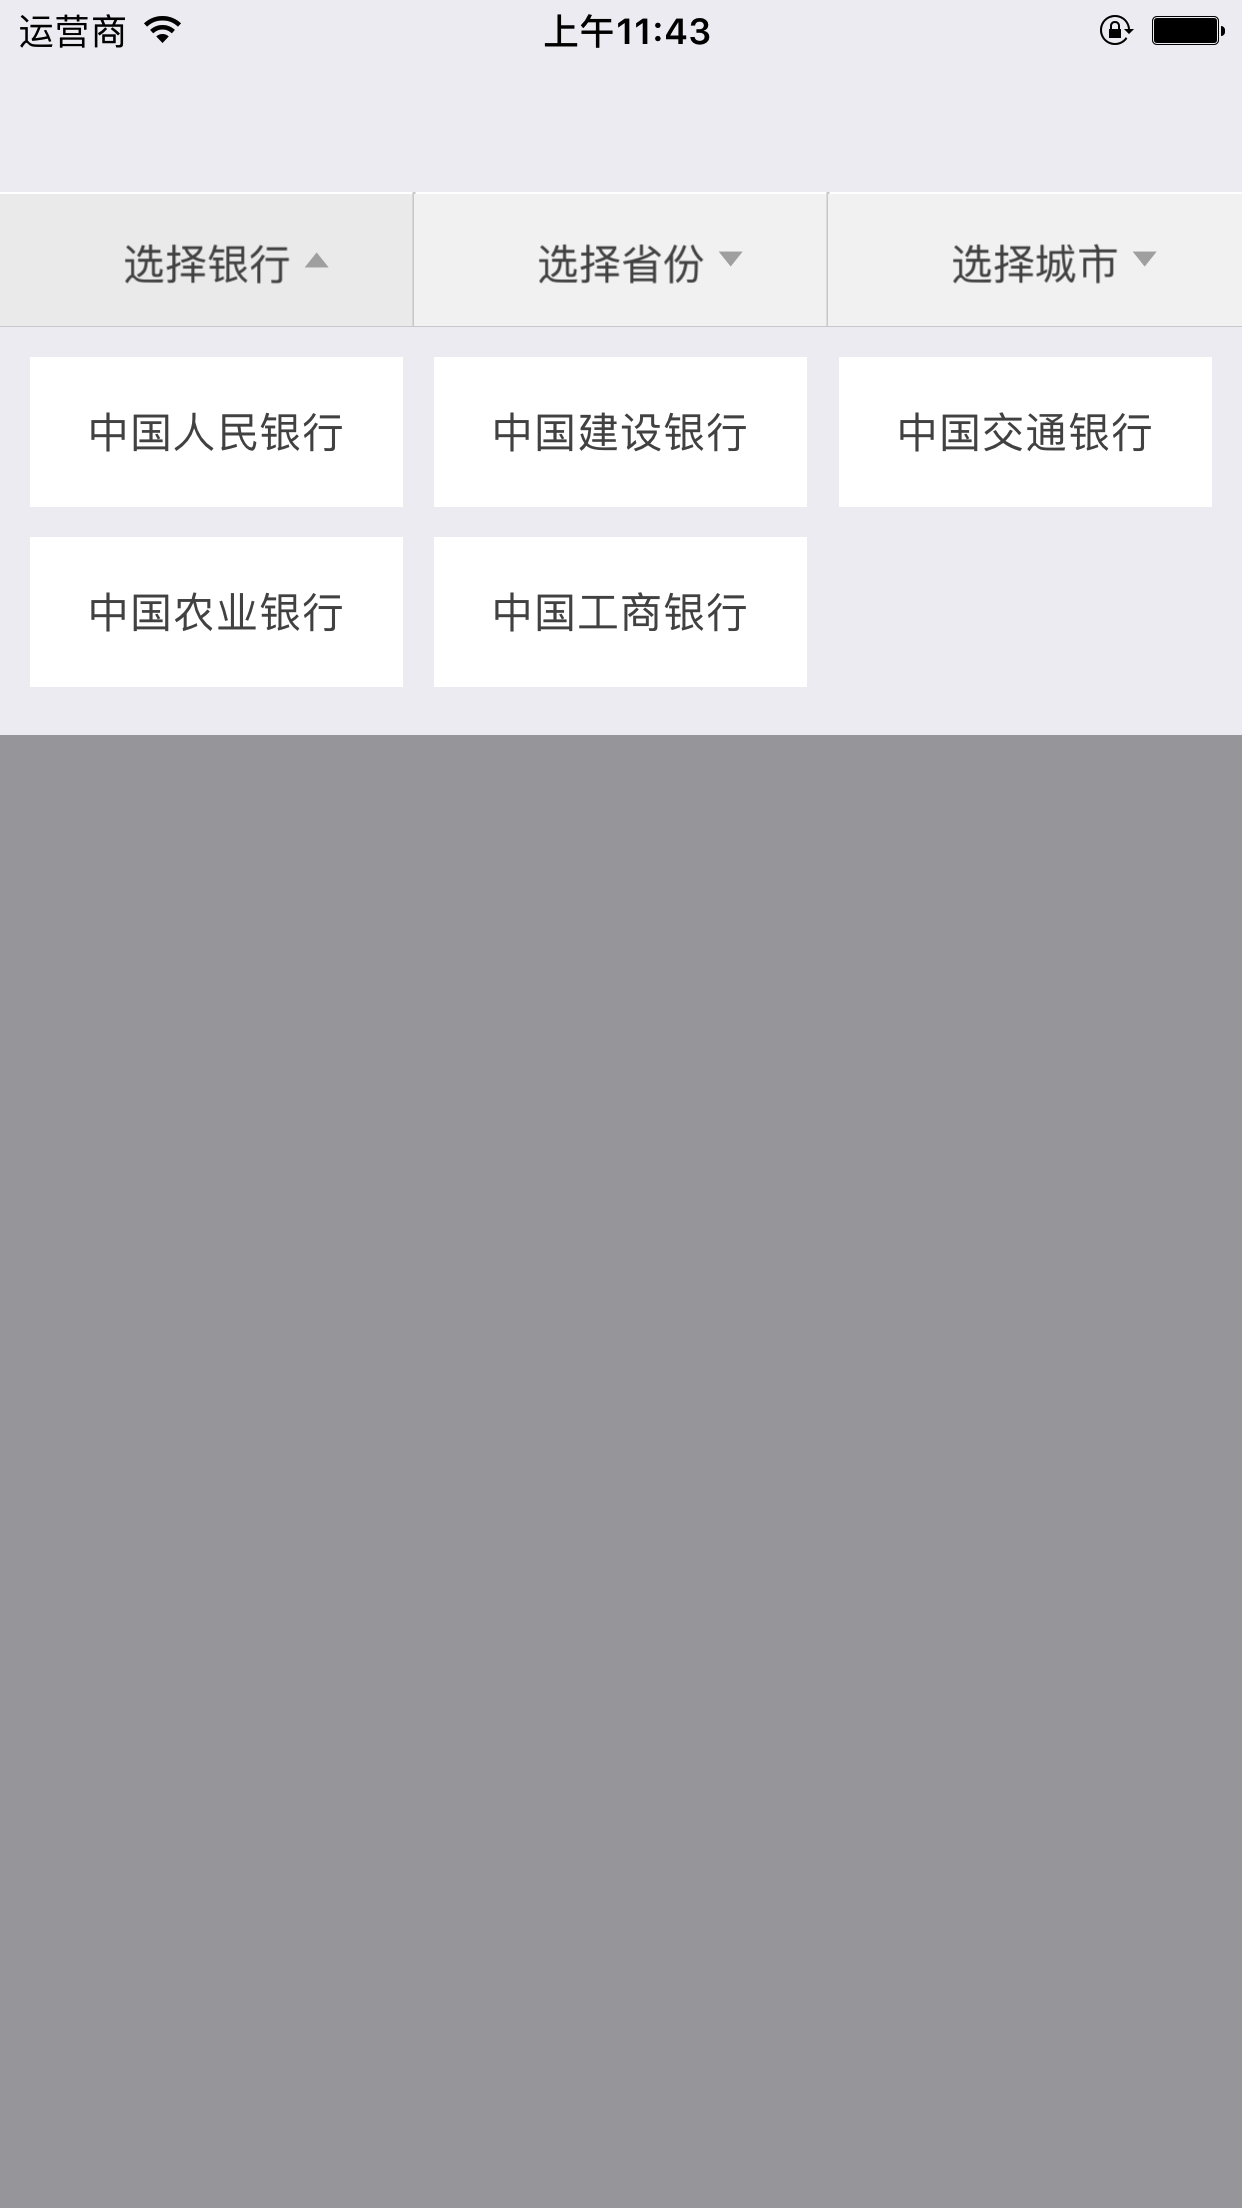 运营商 上午11:43
选择银行 选择省份 选择城市
中国人民银行 中国建设银行 中国交通银行
中国农业银行 中国工商银行